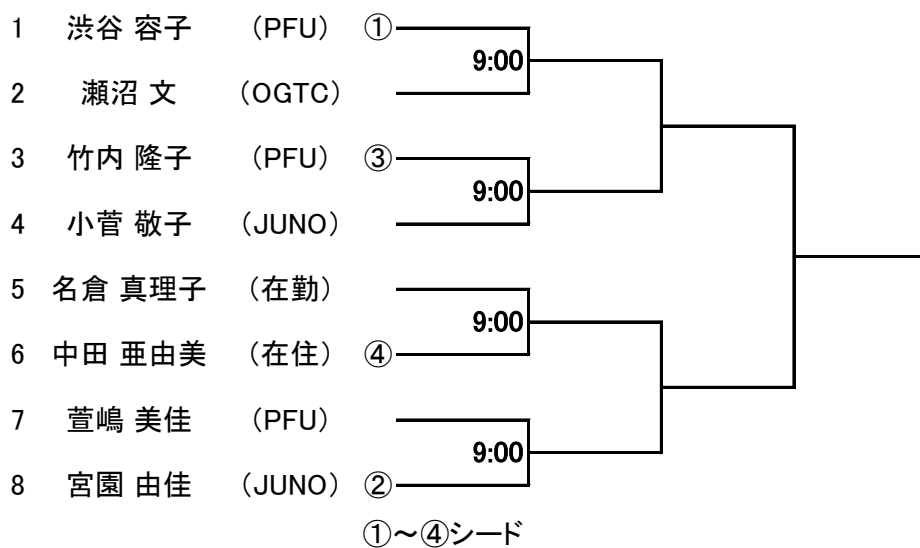 1 渋谷 容子 （PFU） ①
9:00
2 瀬沼 文 （OGTC）
3 竹内 隆子 （PFU） ③
9:00
4 小菅 敬子 （JUNO）
5 名倉 真理子 （在勤）
9:00
6 中田 亜由美 （在住） ④
7 萱嶋 美佳 （PFU）
9:00
8 宮園 由佳 （JUNO） ②
①～④シード